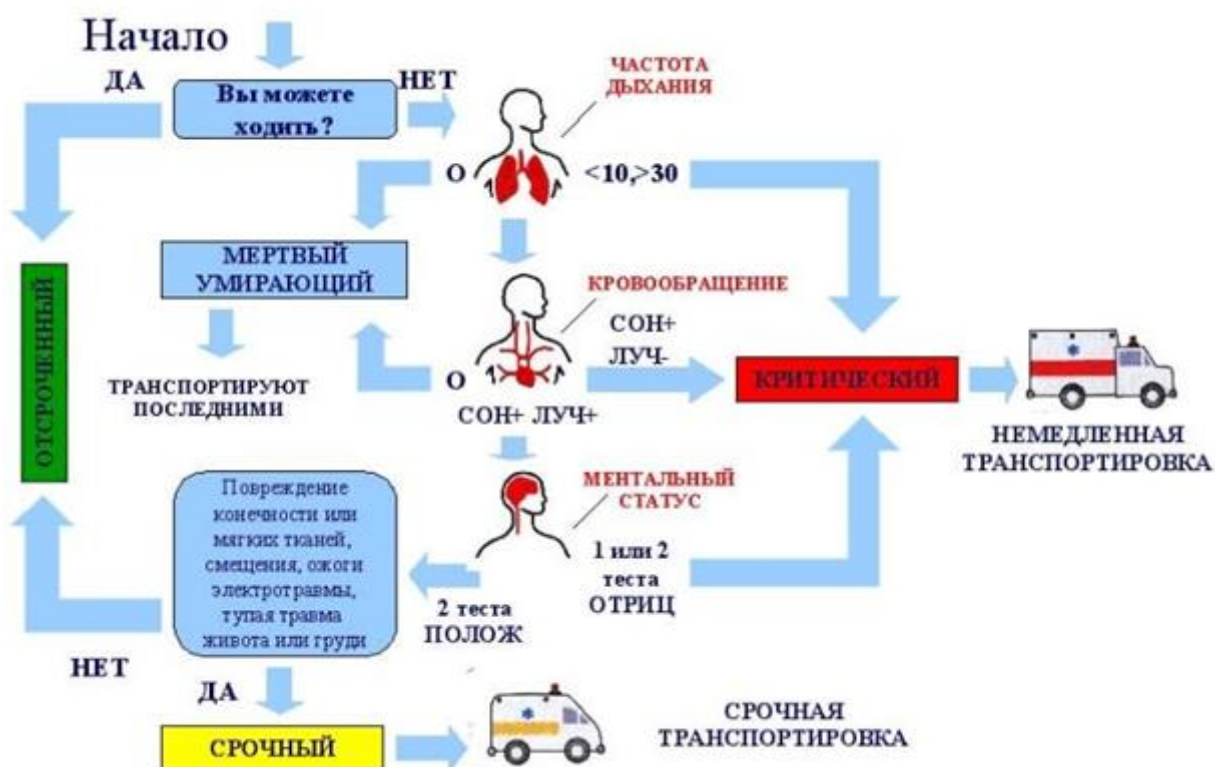 Начало
ДА
НЕТ
Вы можете
ходить?
ЧАСТОТА
ДЫХАНИЯ
О
<10,>30
МЕРТВЫЙ
УМИРАЮЩИЙ
ОТСРОЧЕННЫЙ
КРОВООБРАЩЕНИЕ
СОН+
ЛУЧ-
ТРАНСПОРТИРУЮТ
ПОСЛЕДНИМИ
О
СОН+ ЛУЧ+
КРИТИЧЕСКИЙ
НЕМЕДЛЕННАЯ
ТРАНСПОРТИРОВКА
МЕНТАЛЬНЫЙ
СТАТУС
Повреждение
конечности или
мягких тканей,
смещения, ожоги
электротравмы,
тупая травма
живота или груди
1 или 2
теста
ОТРИЦ
2 теста
ПОЛОЖ
НЕТ
ДА
СРОЧНЫЙ
СРОЧНАЯ
ТРАНСПОРТИРОВКА